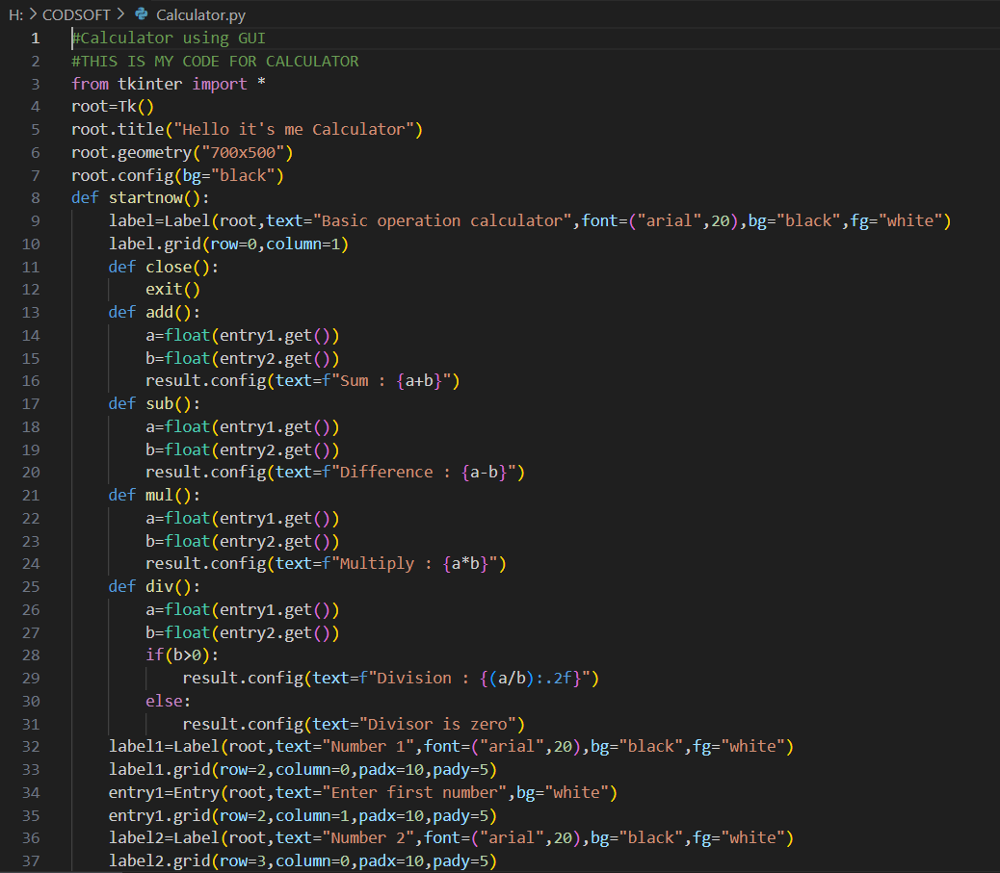 H: > CODSOFT > Calculator.py
1 #Calculator using GUI
2 #THIS IS MY CODE FOR CALCULATOR
3 from tkinter import *
4 root=Tk()
5 root.title("Hello it's me Calculator")
6 root.geometry("700x500")
7 root.config(bg="black")
8 def startnow():
9     label=Label(root,text="Basic operation calculator",font=("arial",20),bg="black",fg="white")
10     label.grid(row=0,column=1)
11     def close():
12         exit()
13     def add():
14         a=float(entry1.get())
15         b=float(entry2.get())
16         result.config(text=f"Sum : {a+b}")
17     def sub():
18         a=float(entry1.get())
19         b=float(entry2.get())
20         result.config(text=f"Difference : {a-b}")
21     def mul():
22         a=float(entry1.get())
23         b=float(entry2.get())
24         result.config(text=f"Multiply : {a*b}")
25     def div():
26         a=float(entry1.get())
27         b=float(entry2.get())
28         if(b>0):
29             result.config(text=f"Division : {(a/b):.2f}")
30         else:
31             result.config(text="Divisor is zero")
32     label1=Label(root,text="Number 1",font=("arial",20),bg="black",fg="white")
33     label1.grid(row=2,column=0,padx=10,pady=5)
34     entry1=Entry(root,text="Enter first number",bg="white")
35     entry1.grid(row=2,column=1,padx=10,pady=5)
36     label2=Label(root,text="Number 2",font=("arial",20),bg="black",fg="white")
37     label2.grid(row=3,column=0,padx=10,pady=5)